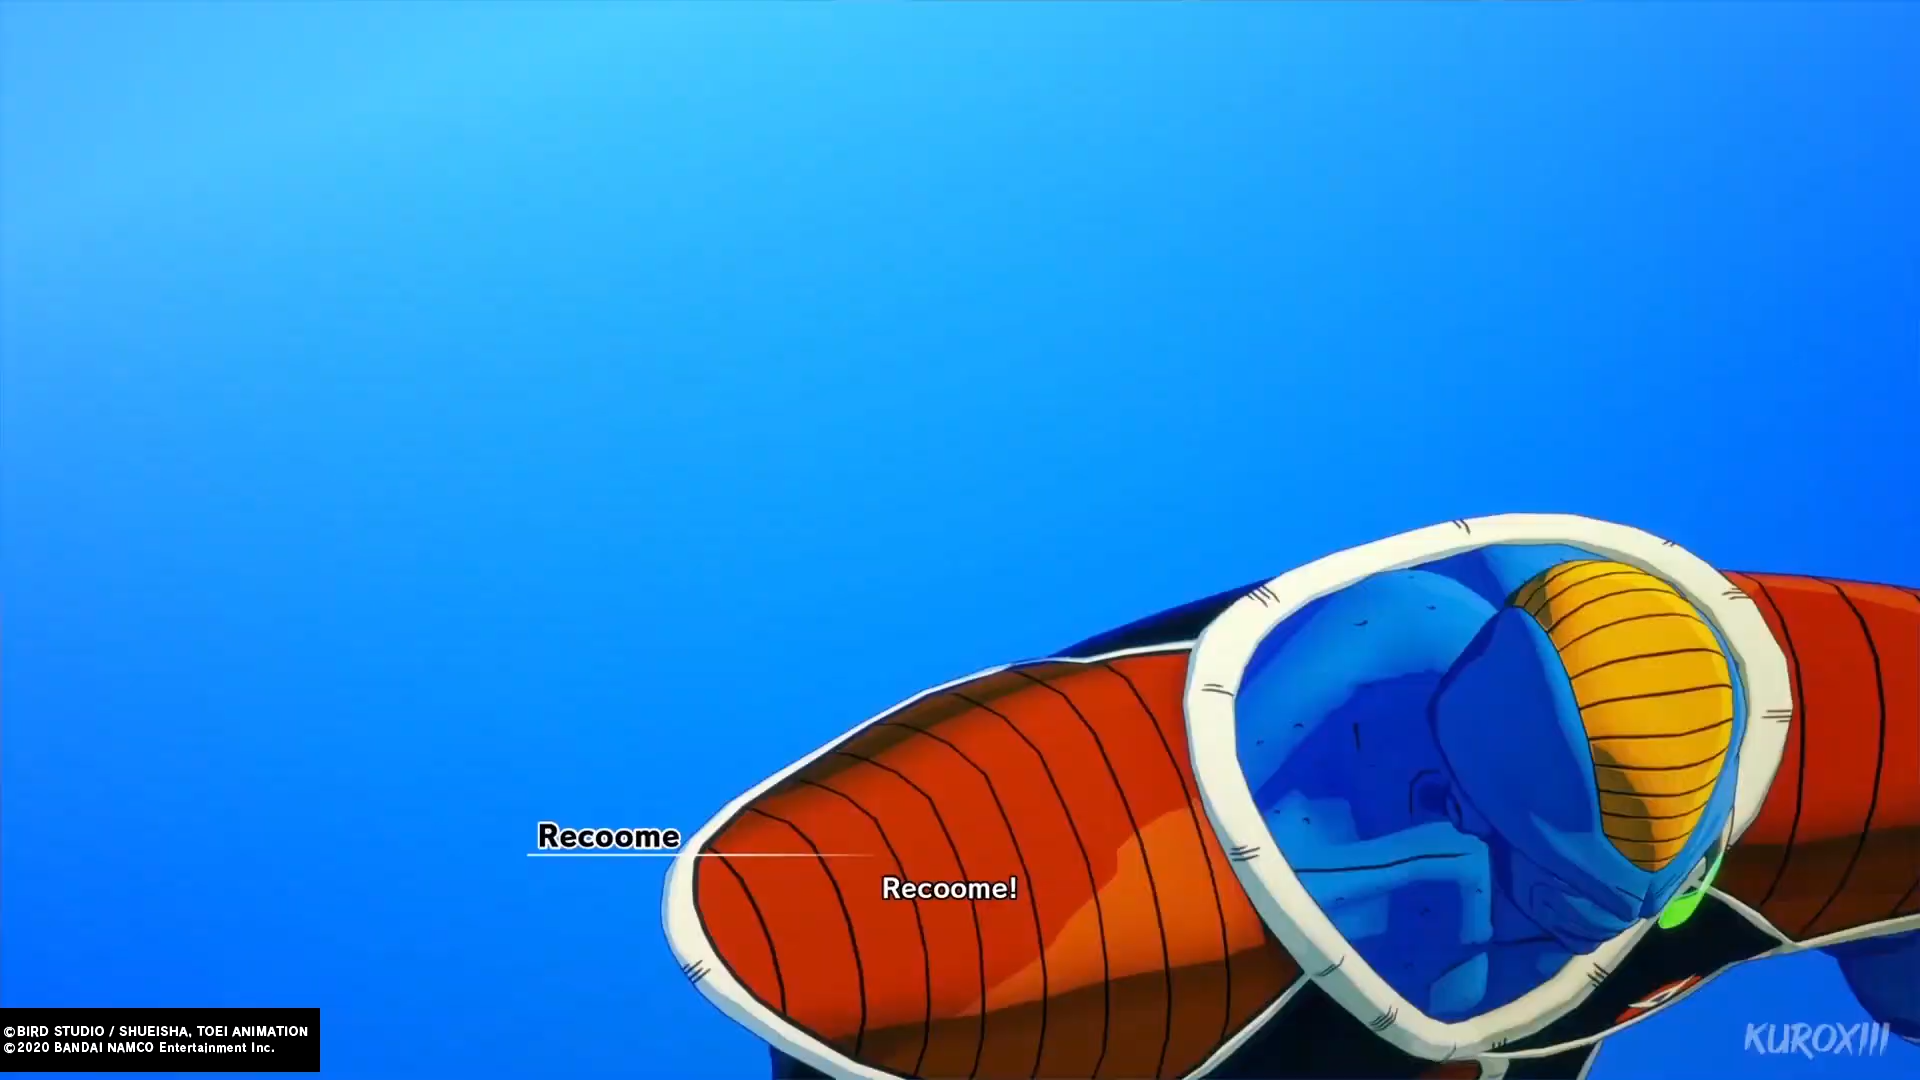 Recoome
Recoome!
©BIRD STUDIO / SHUEISHA, TOEI ANIMATION
©2020 BANDAI NAMCO Entertainment Inc.
KUROXIII